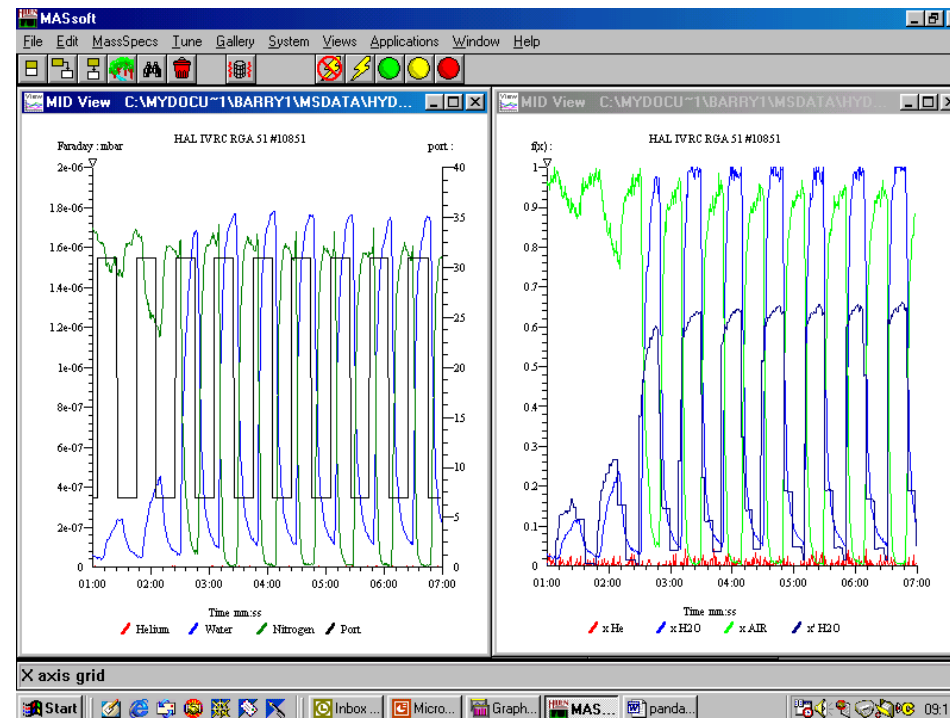 MASsoft
File Edit MassSpecs Tune Gallery System Views Applications Window Help
MID View C:\MYDOCU~1\BARRY1\MSDATA\HYD...
HAL IVRC RGA 51 #10851
Faraday : mbar
port :
2e-06
1.8e-06
1.6e-06
1.4e-06
1.2e-06
1e-06
8e-07
6e-07
4e-07
2e-07
0
40
35
30
25
20
15
10
5
0
01:00 02:00 03:00 04:00 05:00 06:00 07:00
Time mm:ss
Helium Water Nitrogen Port
MID View C:\MYDOCU~1\BARRY1\MSDATA\HYD...
HAL IVRC RGA 51 #10851
f(x) :
1
0.9
0.8
0.7
0.6
0.5
0.4
0.3
0.2
0.1
0
01:00 02:00 03:00 04:00 05:00 06:00 07:00
Time mm:ss
x He x H2O x AIR x' H2O
X axis grid
Start Inbox ... Micro... Graph... MAS... panda...